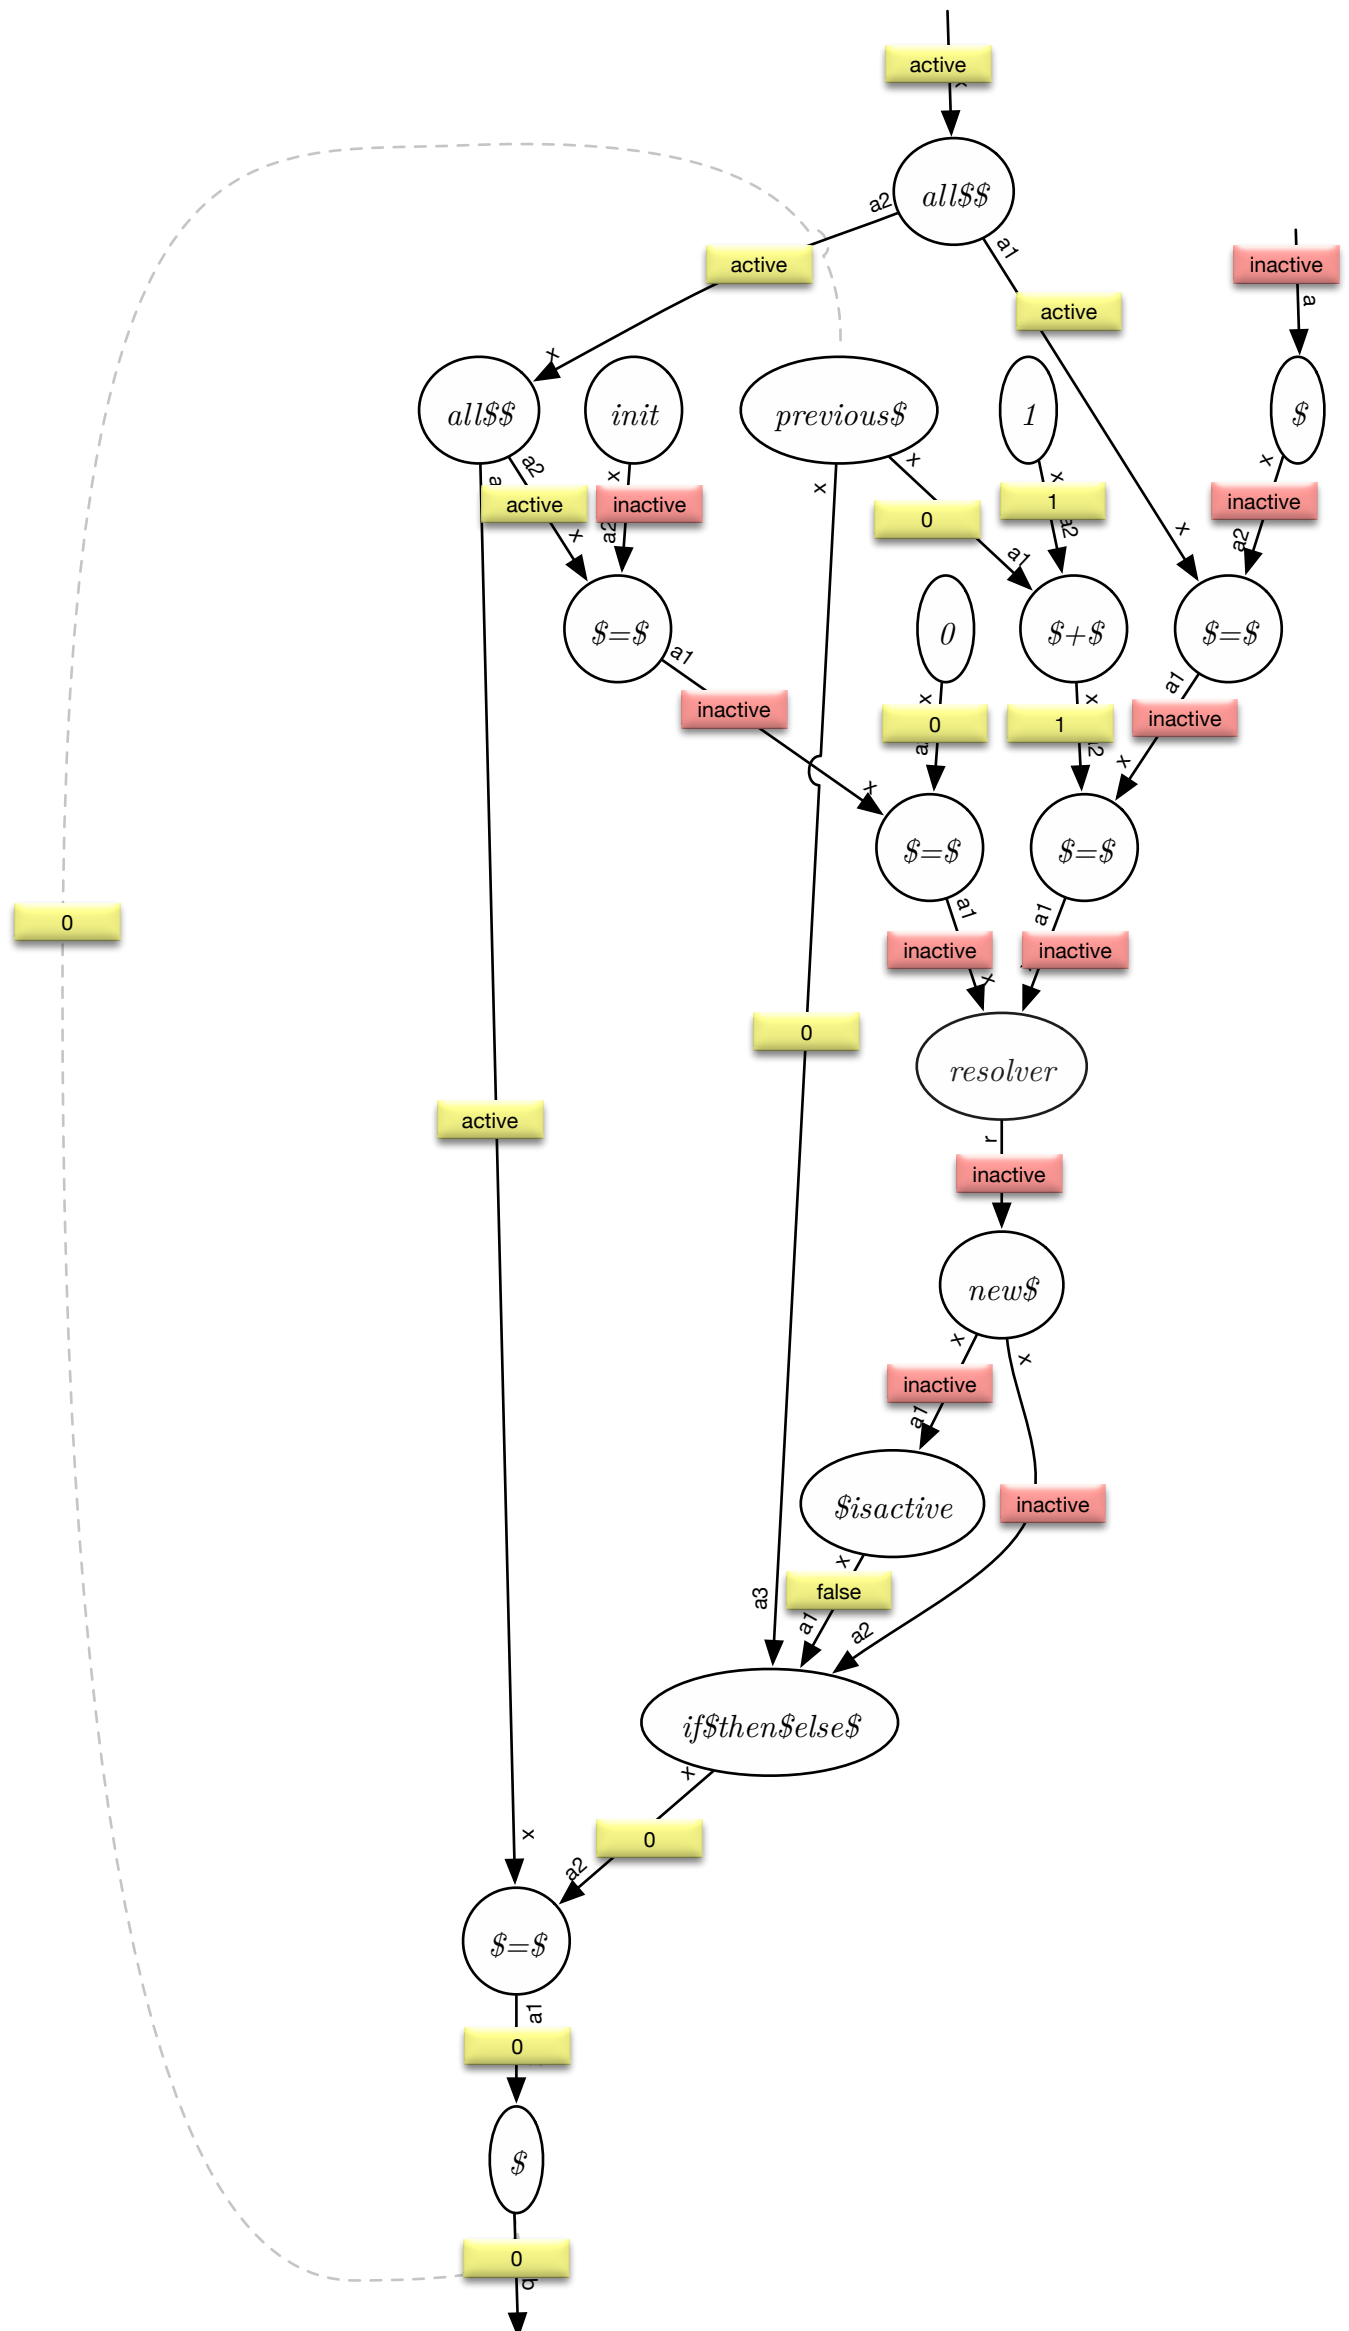 active
x
all$$
a2
a1
inactive
active
active
a
x
all$$
init
previous$
1
$
a
a2
x
x
x
x
x
active
inactive
0
1
inactive
x
a2
a1
a2
x
a2
$=$
0
$+$
$=$
a1
x
x
a1
inactive
0
1
inactive
x
x
$=$
$=$
0
a1
a1
inactive
inactive
x
resolver
0
active
r
inactive
new$
x
x
inactive
a1
$isactive
inactive
x
false
a3
a1
a2
if$then$else$
x
0
x
a2
$=$
a1
0
$
0
q